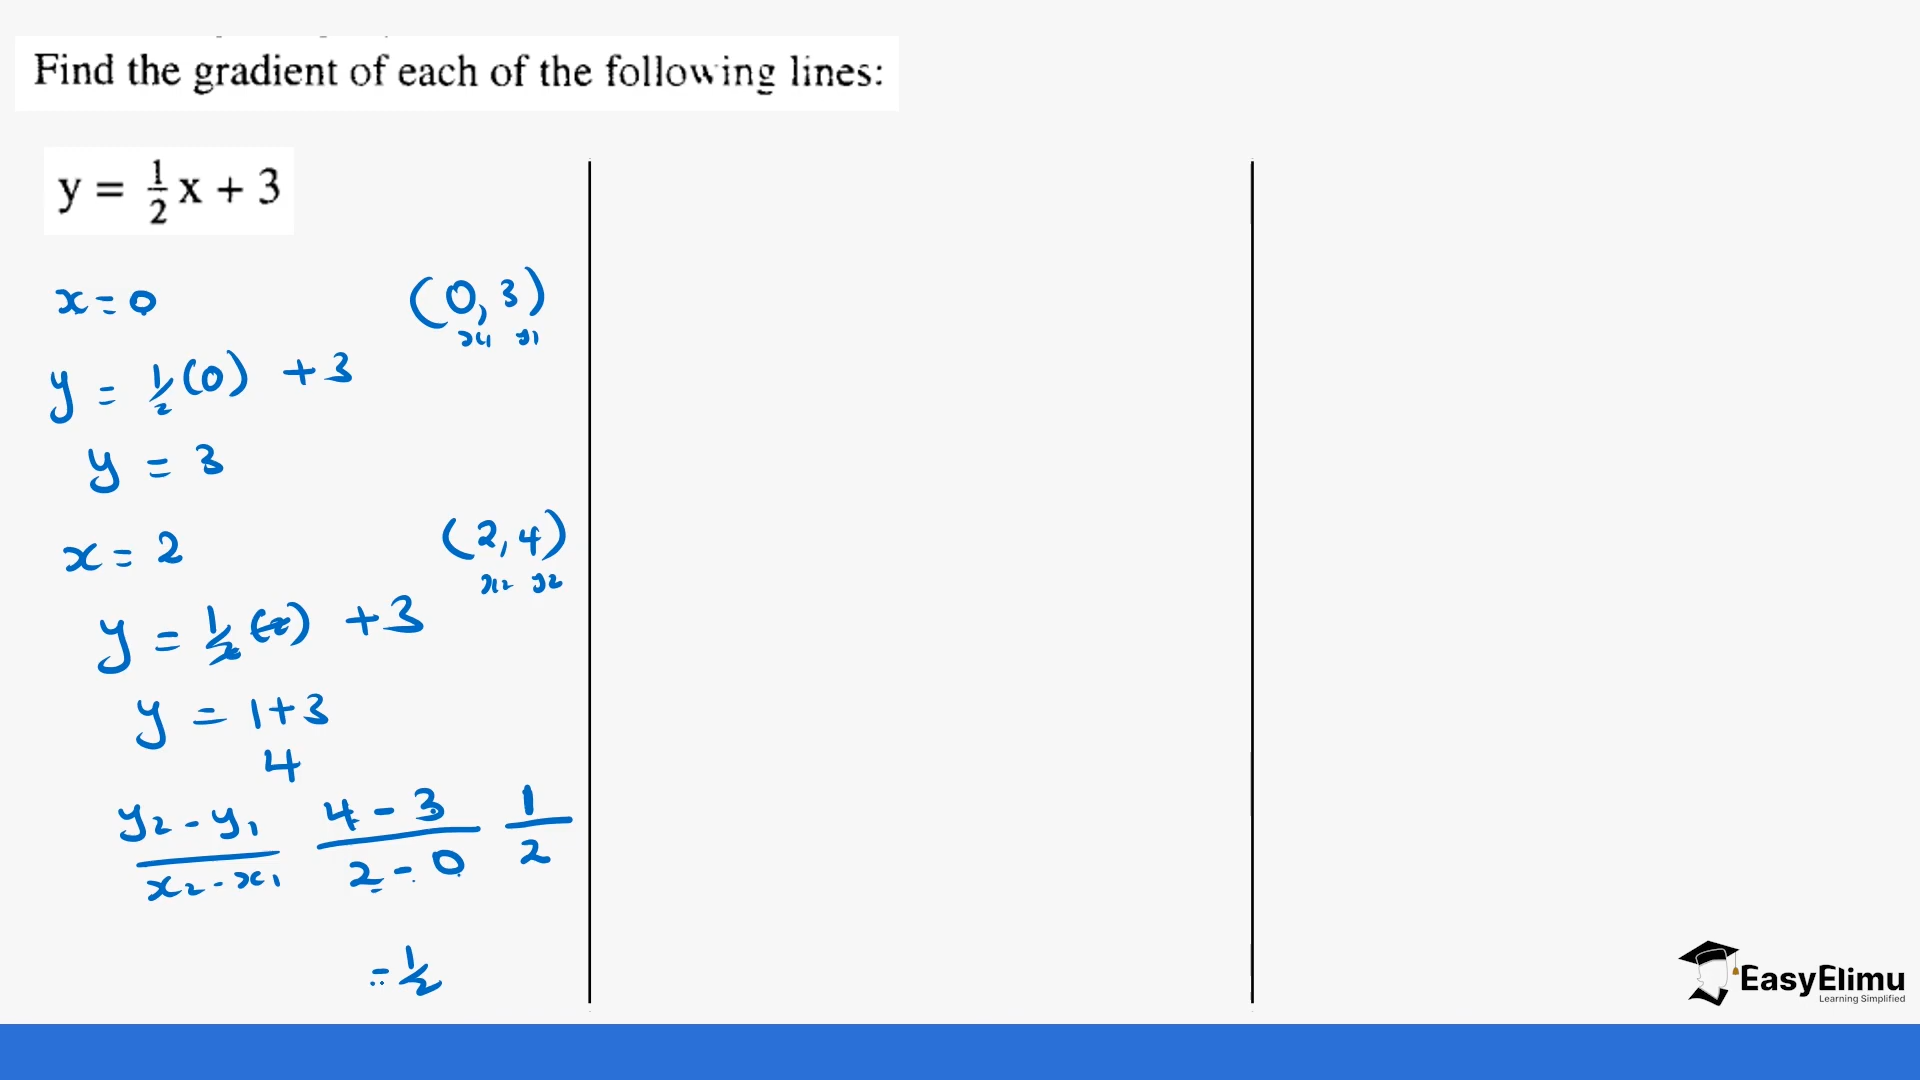 Find the gradient of each of the following lines:
y = 1/2 x + 3
x = 0
(0, 3)
x1 y1
y = 1/2 (0) + 3
y = 3
x = 2
(2, 4)
x2 y2
y = 1/2 (2) + 3
y = 1 + 3
4
y2 - y1 / x2 - x1 4 - 3 / 2 - 0 1 / 2
= 1/2
EasyElimu
Learning Simplified